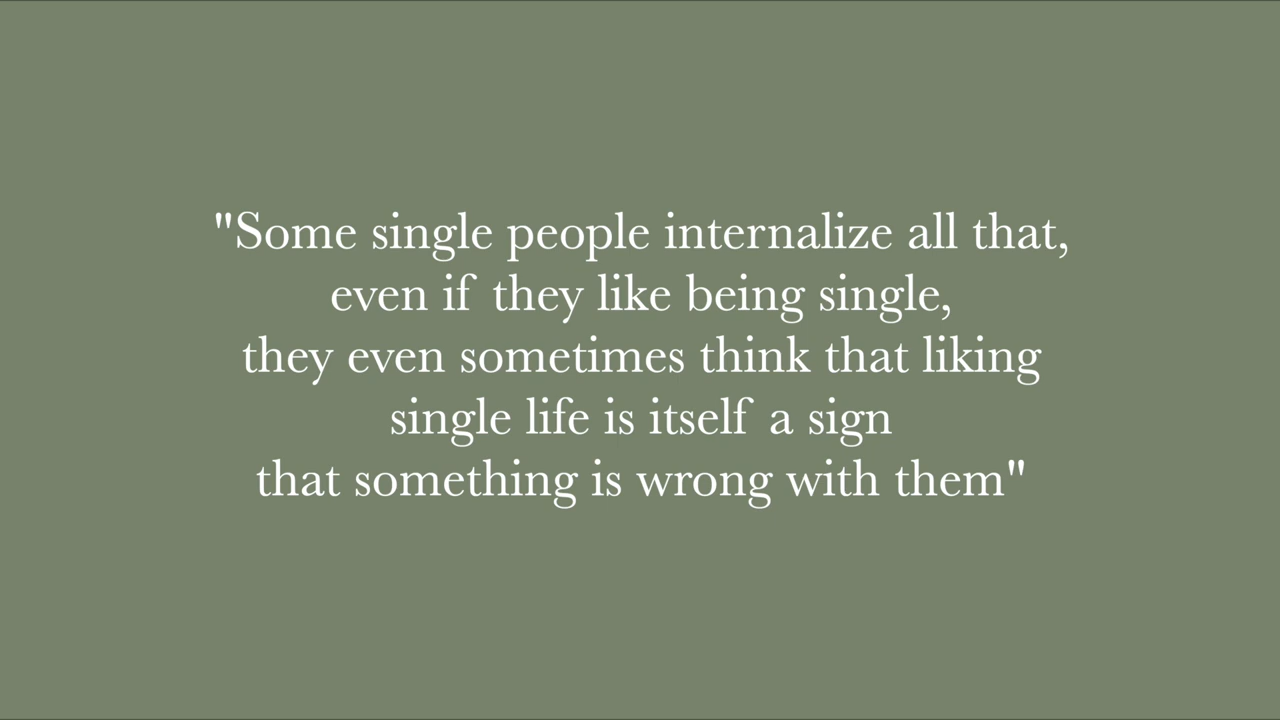 "Some single people internalize all that,
even if they like being single,
they even sometimes think that liking
single life is itself a sign
that something is wrong with them"